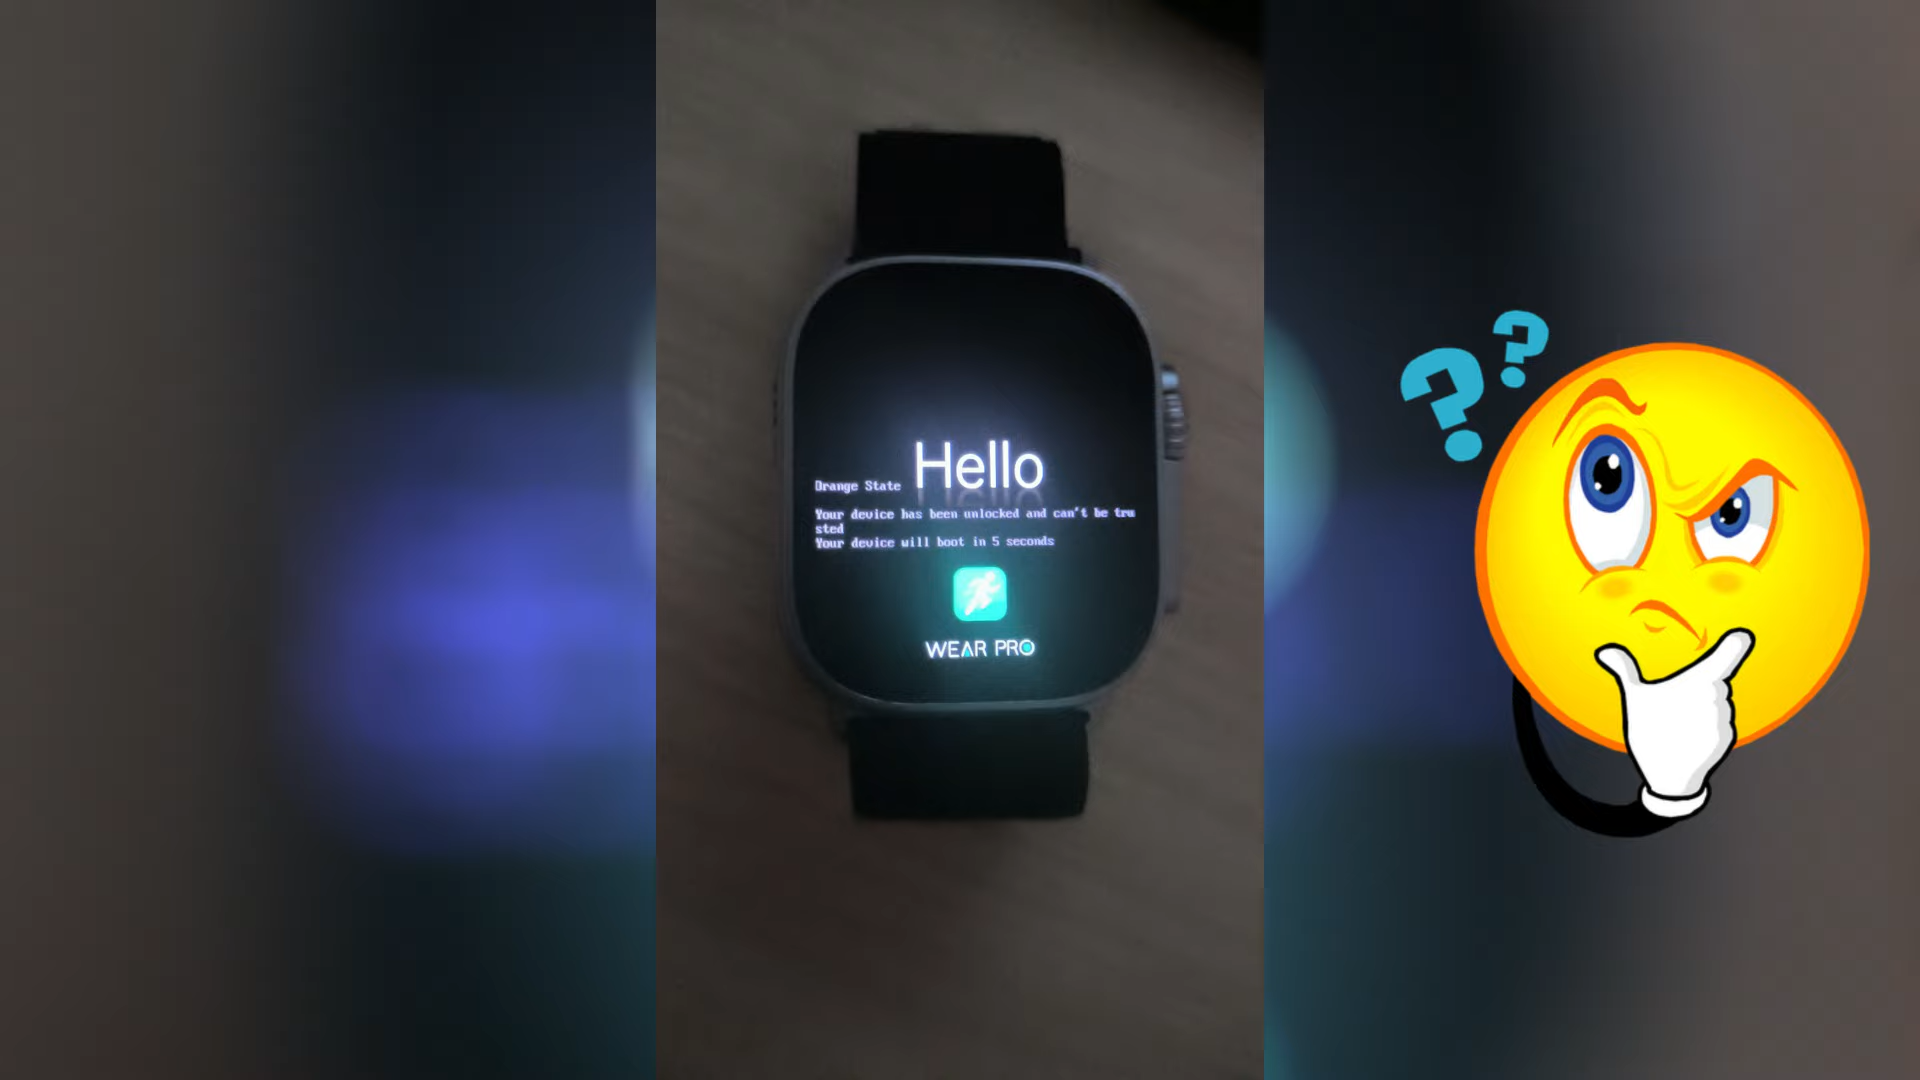 Hello
Orange State
Your device has been unlocked and can't be tru
sted
Your device will boot in 5 seconds
WEAR PRO
? ?